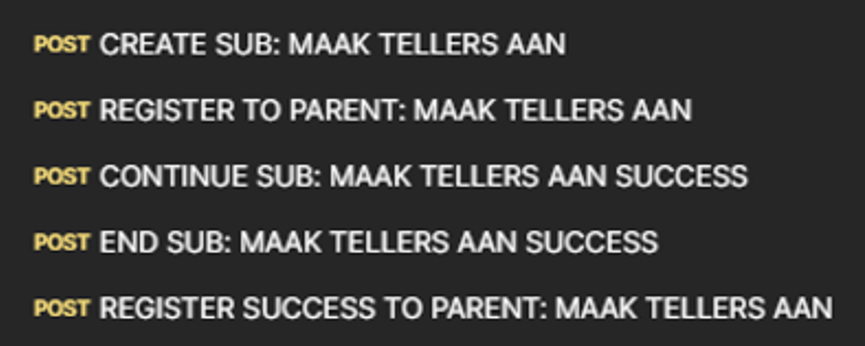 POST CREATE SUB: MAAK TELLERS AAN
POST REGISTER TO PARENT: MAAK TELLERS AAN
POST CONTINUE SUB: MAAK TELLERS AAN SUCCESS
POST END SUB: MAAK TELLERS AAN SUCCESS
POST REGISTER SUCCESS TO PARENT: MAAK TELLERS AAN